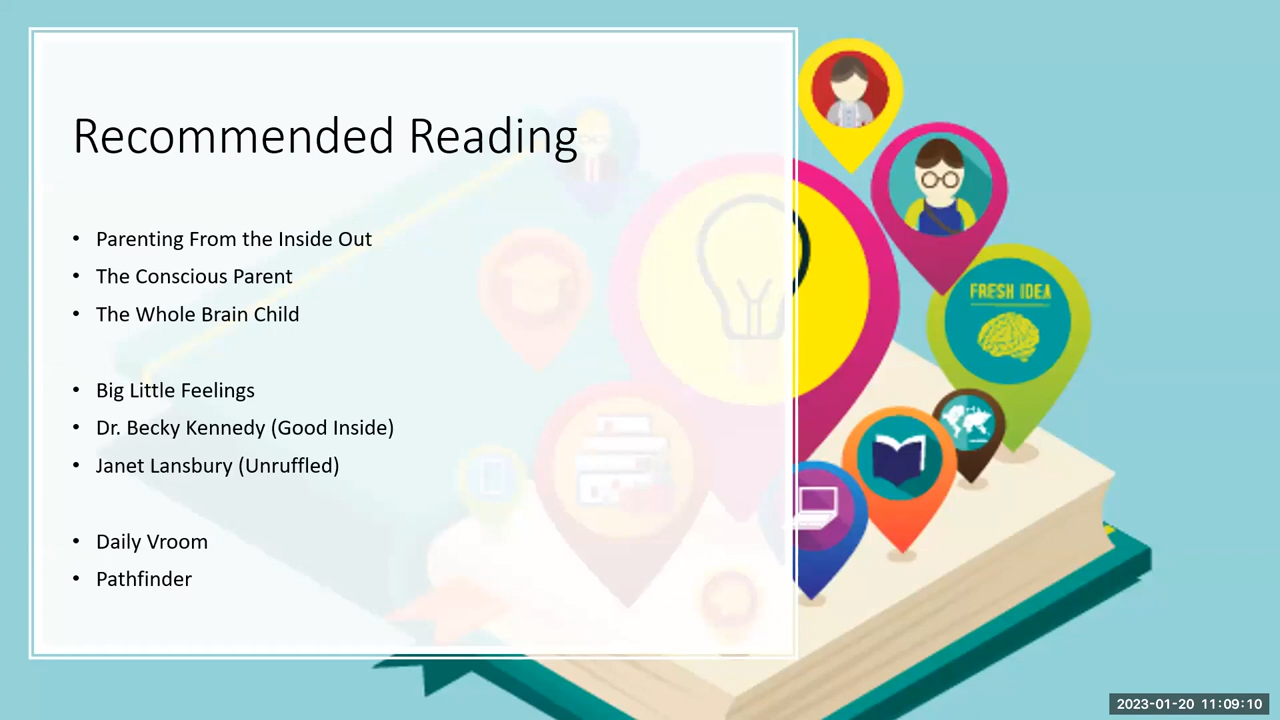 Recommended Reading
• Parenting From the Inside Out
• The Conscious Parent
• The Whole Brain Child
• Big Little Feelings
• Dr. Becky Kennedy (Good Inside)
• Janet Lansbury (Unruffled)
• Daily Vroom
• Pathfinder
FRESH IDEA
2023-01-20 11:09:10